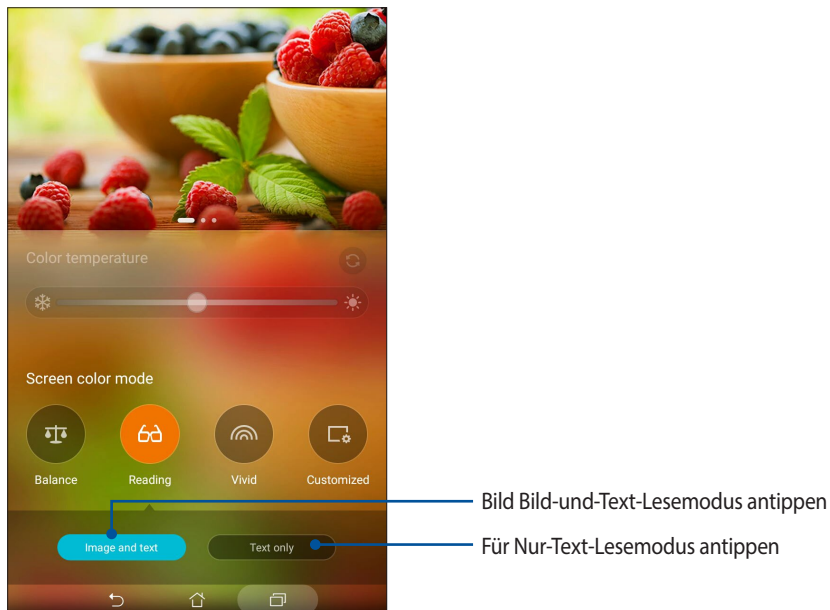 Color temperature
Screen color mode
Balance
Reading
Vivid
Customized
Bild Bild-und-Text-Lesemodus antippen
Image and text
Text only
Für Nur-Text-Lesemodus antippen